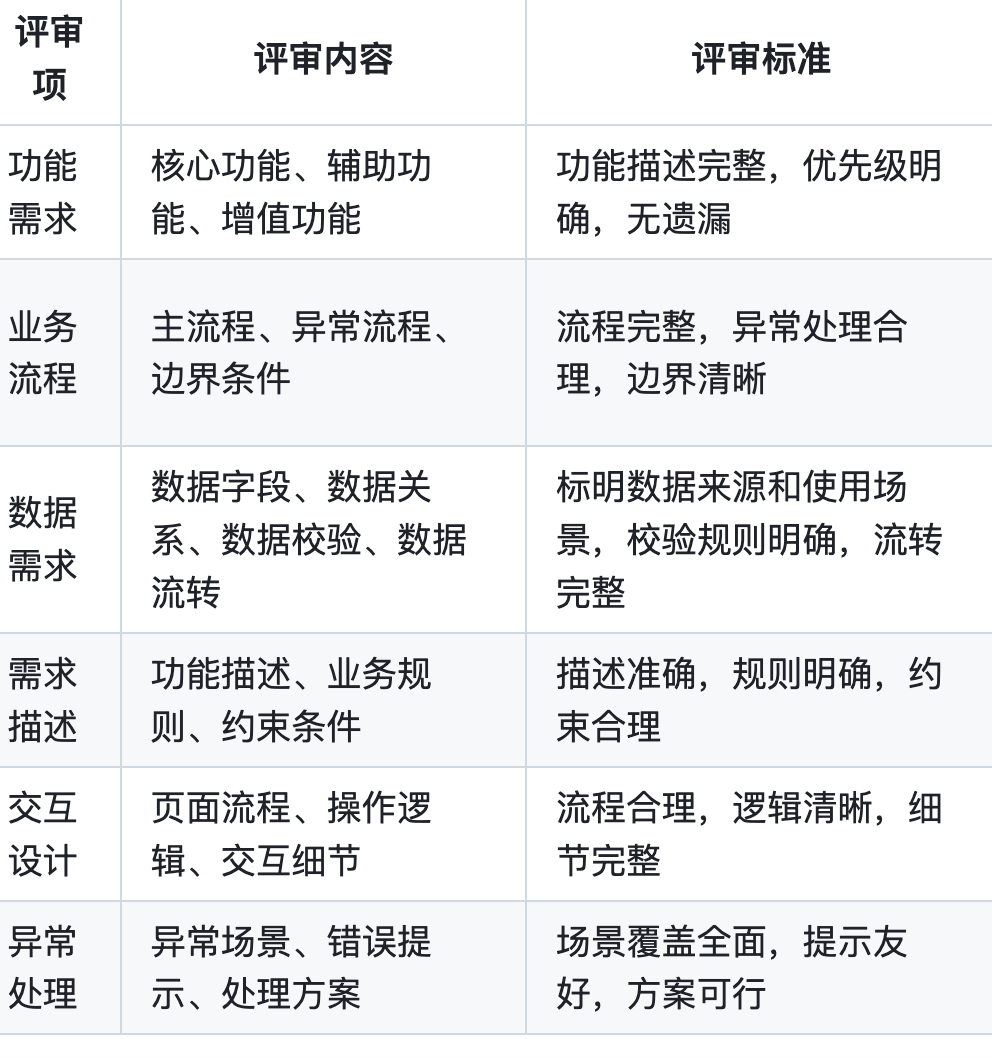 评审
项
评审内容
评审标准
功能
需求
核心功能、辅助功
能、增值功能
功能描述完整，优先级明
确，无遗漏
业务
流程
主流程、异常流程、
边界条件
流程完整，异常处理合
理，边界清晰
数据
需求
数据字段、数据关
系、数据校验、数据
流转
标明数据来源和使用场
景，校验规则明确，流转
完整
需求
描述
功能描述、业务规
则、约束条件
描述准确，规则明确，约
束合理
交互
设计
页面流程、操作逻
辑、交互细节
流程合理，逻辑清晰，细
节完整
异常
处理
异常场景、错误提
示、处理方案
场景覆盖全面，提示友
好，方案可行